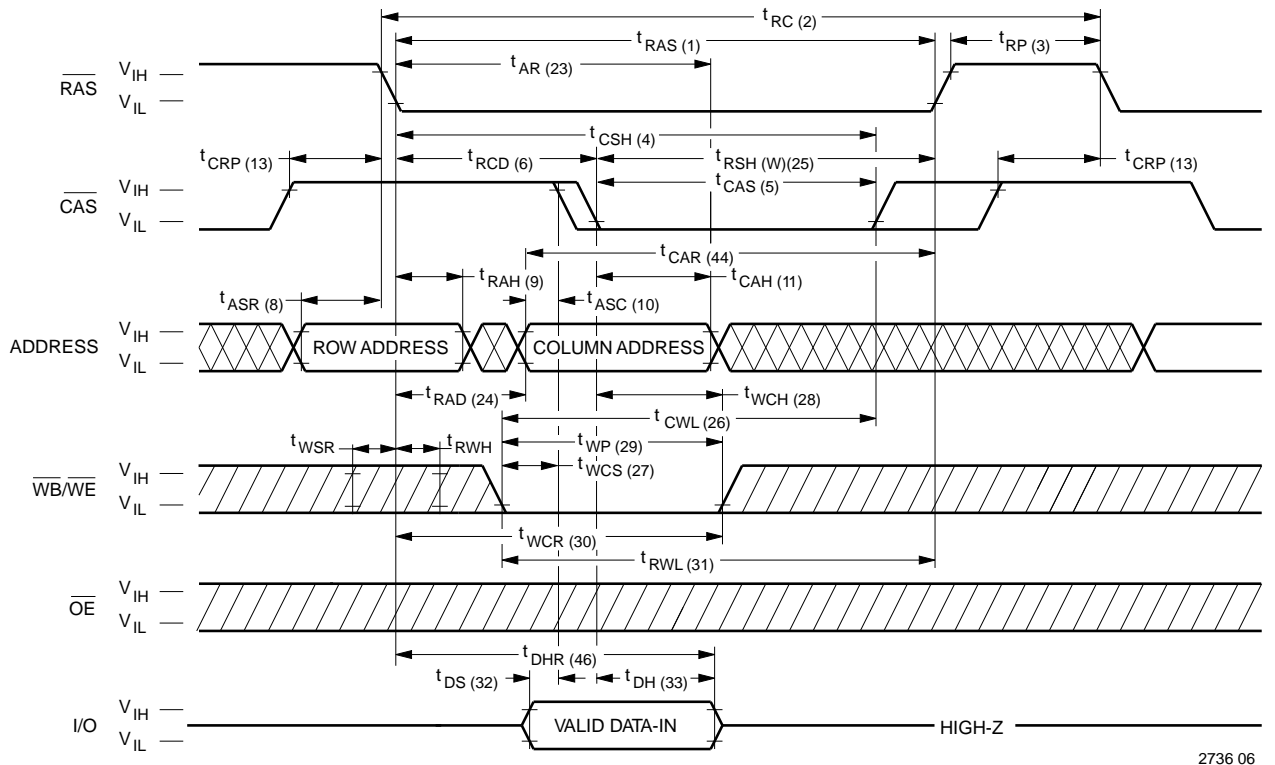 tRC (2)
tRAS (1)
tRP (3)
tAR (23)
RAS
VIH
VIL
tCSH (4)
tCRP (13)
tRCD (6)
tRSH (W)(25)
tCRP (13)
tCAS (5)
CAS
VIH
VIL
tCAR (44)
tRAH (9)
tCAH (11)
tASR (8)
tASC (10)
ADDRESS
VIH
VIL
ROW ADDRESS
COLUMN ADDRESS
tRAD (24)
tWCH (28)
tCWL (26)
tWSR
tRWH
tWP (29)
tWCS (27)
WB/WE
VIH
VIL
tWCR (30)
tRWL (31)
OE
VIH
VIL
tDHR (46)
tDS (32)
tDH (33)
I/O
VIH
VIL
VALID DATA-IN
HIGH-Z
2736 06